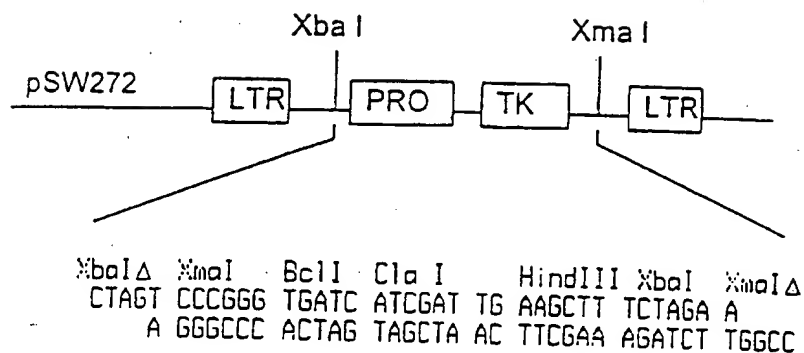 Xba I Xma I
pSW272 LTR PRO TK LTR
XbaIΔ XmaI BclI Cla I HindIII XbaI XmaIΔ
CTAGT CCCGGG TGATC ATCGAT TG AAGCTT TCTAGA A
A GGGCCC ACTAG TAGCTA AC TTCGAA AGATCT TGGCC